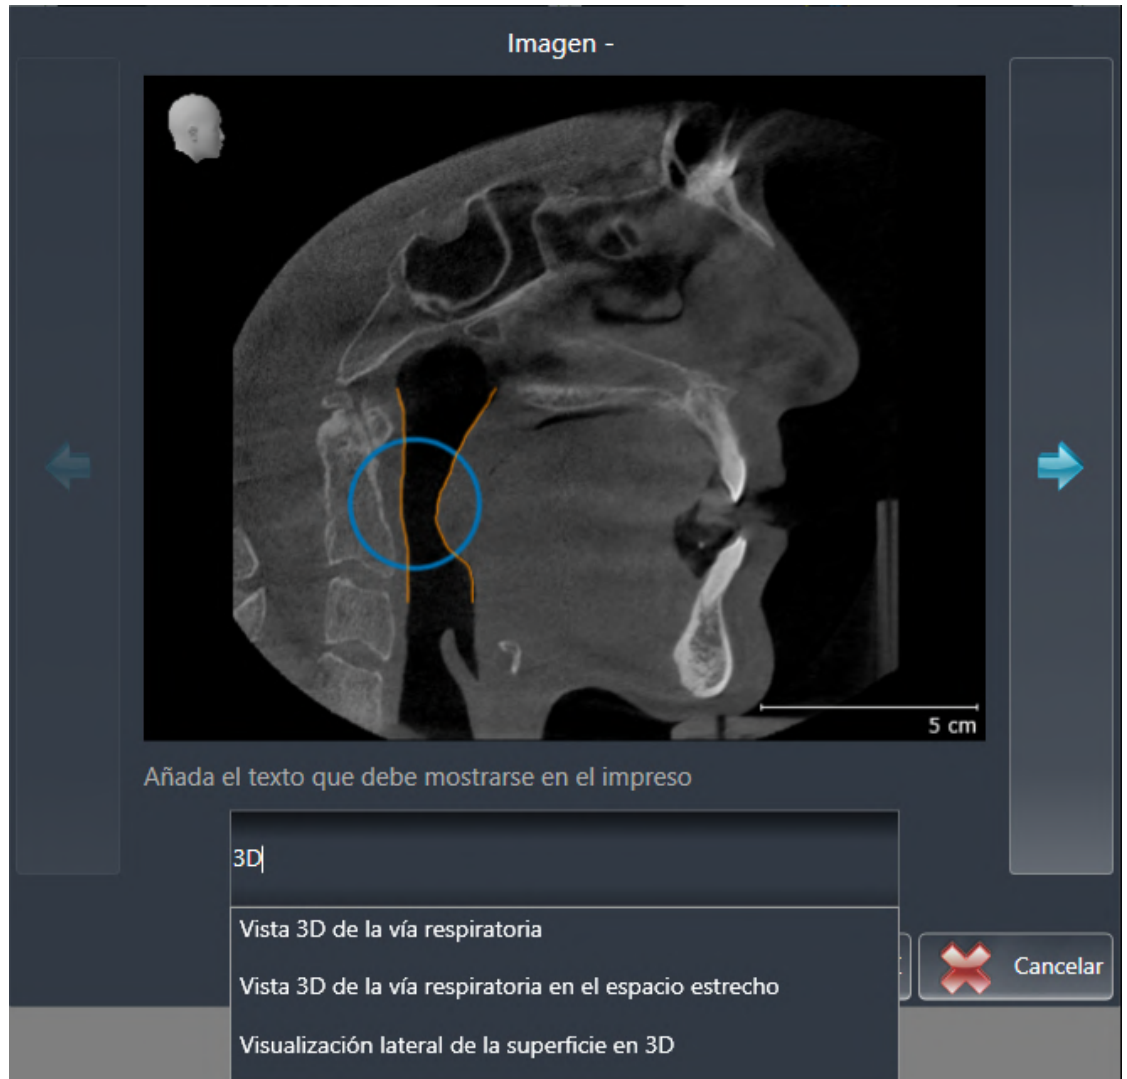 Imagen -
5 cm
Añada el texto que debe mostrarse en el impreso
3D
Vista 3D de la vía respiratoria
Vista 3D de la vía respiratoria en el espacio estrecho
Visualización lateral de la superficie en 3D
Cancelar